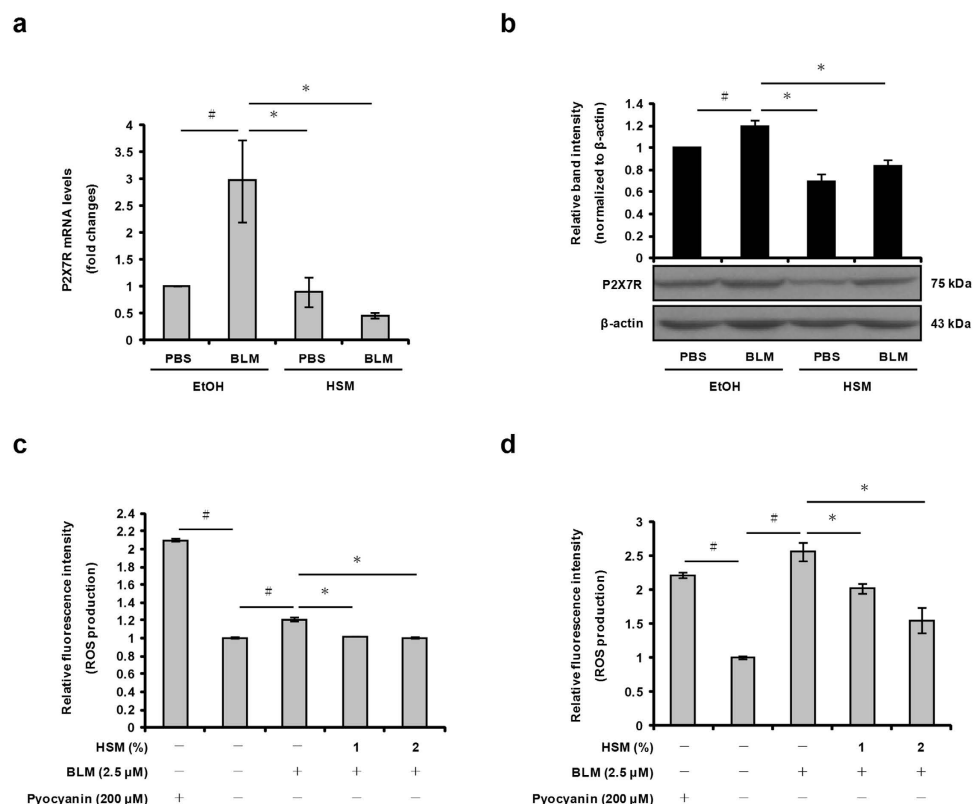 a
P2X7R mRNA levels
(fold changes)
4
3.5
3
2.5
2
1.5
1
0.5
0
#
*
*
PBS BLM PBS BLM
EtOH HSM
b
Relative band intensity
(normalized to β-actin)
1.4
1.2
1
0.8
0.6
0.4
0.2
0
#
*
*
P2X7R 75 kDa
β-actin 43 kDa
PBS BLM PBS BLM
EtOH HSM
c
Relative fluorescence intensity
(ROS production)
2.4
2.2
2
1.8
1.6
1.4
1.2
1
0.8
0.6
0.4
0.2
0
#
#
*
*
HSM (%) − − − 1 2
BLM (2.5 µM) − − + + +
Pyocyanin (200 µM) + − − − −
d
Relative fluorescence intensity
(ROS production)
3
2.5
2
1.5
1
0.5
0
#
#
*
*
HSM (%) − − − 1 2
BLM (2.5 µM) − − + + +
Pyocyanin (200 µM) + − − − −